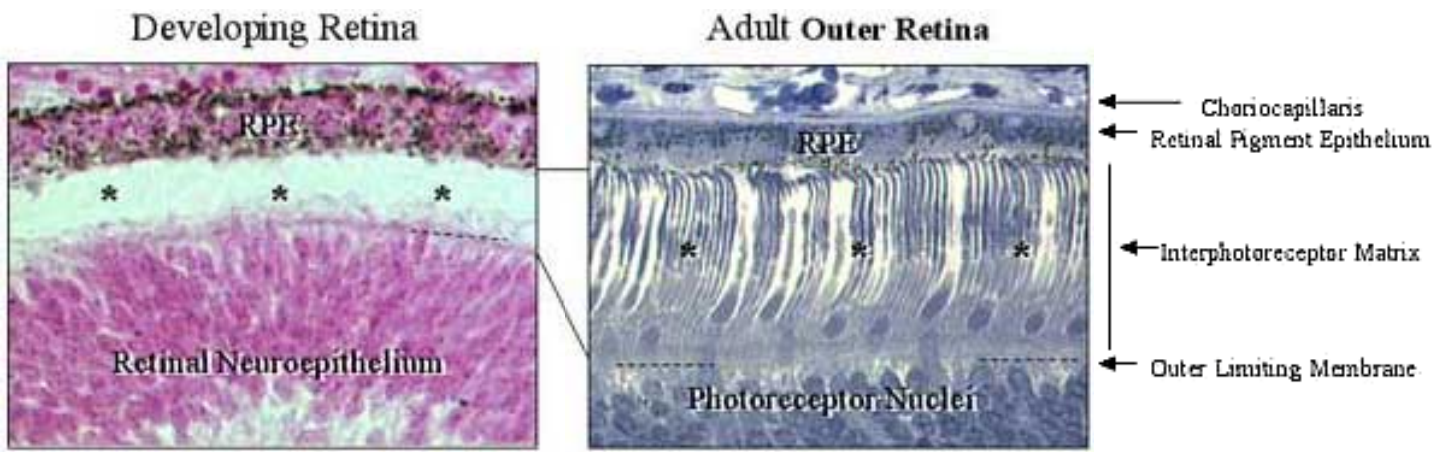 Developing Retina
Adult Outer Retina
RPE
* * *
Retinal Neuroepithelium
RPE
* * *
Photoreceptor Nuclei
Choriocapillaris
Retinal Pigment Epithelium
Interphotoreceptor Matrix
Outer Limiting Membrane